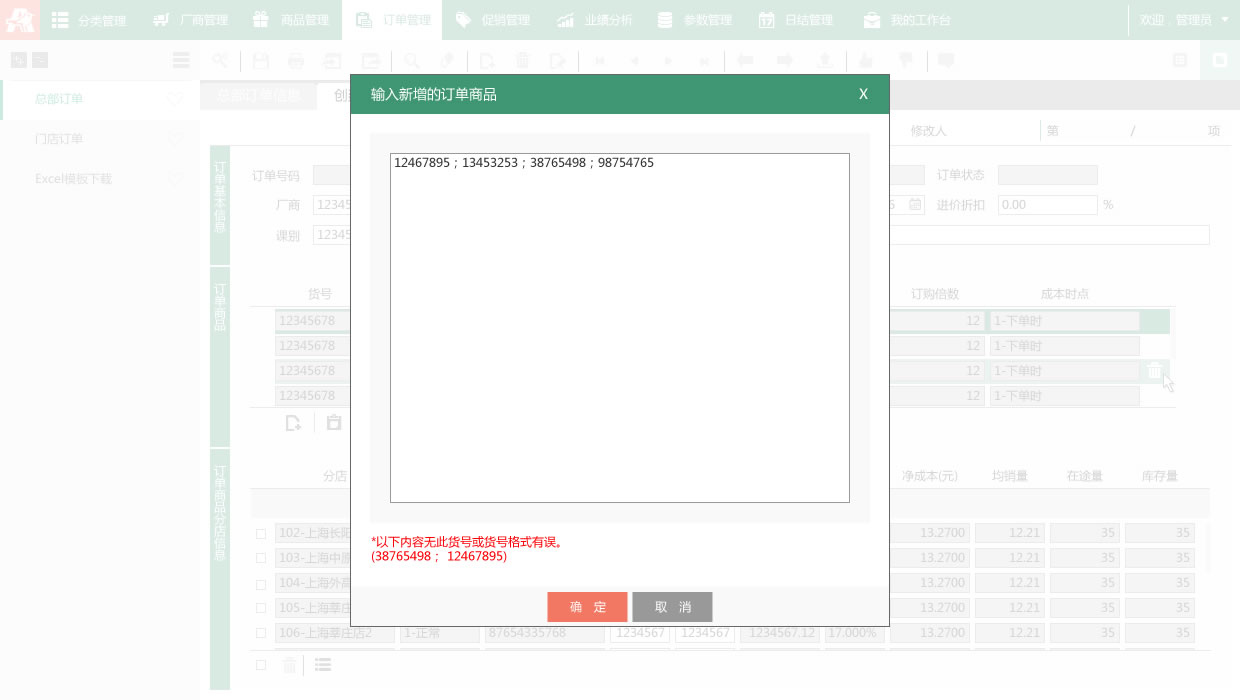 分类管理
厂商管理
商品管理
订单管理
促销管理
业绩分析
参数管理
日结管理
我的工作台
欢迎，管理员
总部订单
门店订单
Excel模板下载
总部订单信息
创
修改人
第 / 项
订单基本信息
订单号码
订单状态
厂商 12345
6
进价折扣 0.00 %
课别 12345
订单商品
货号
订购倍数
成本时点
12345678 12 1-下单时
12345678 12 1-下单时
12345678 12 1-下单时
12345678 12 1-下单时
订单商品分店信息
分店
净成本(元)
均销量
在途量
库存量
102-上海长阳 13.2700 12.21 35 35
103-上海中 13.2700 12.21 35 35
104-上海外高 13.2700 12.21 35 35
105-上海莘庄 13.2700 12.21 35 35
106-上海莘庄店2 1-正常 87654335768 1234567 1234567 1234567.12 17.000% 13.2700 12.21 35 35
输入新增的订单商品
X
12467895；13453253；38765498；98754765
*以下内容无此货号或货号格式有误。
(38765498； 12467895)
确 定
取 消